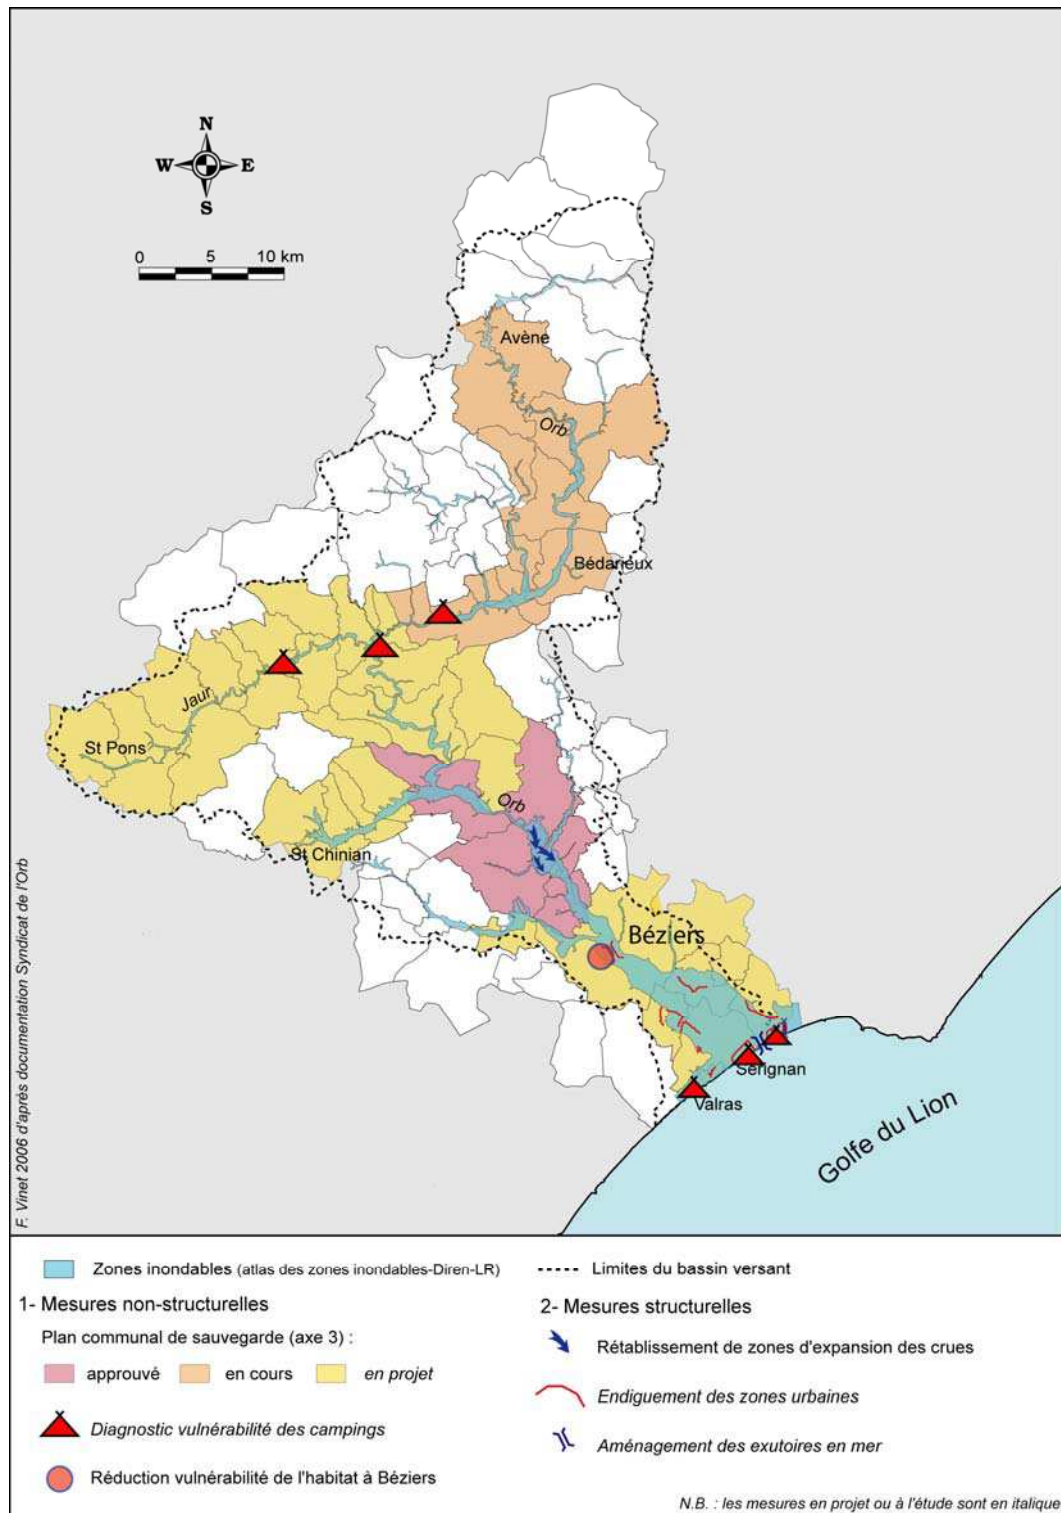 N
W E
S
0 5 10 km
Avène
Orb
Bédarieux
Jaur
St Pons
Orb
St Chinian
Béziers
Sérignan
Valras
Golfe du Lion
F. Vinet 2006 d'après documentation Syndicat de l'Orb
Zones inondables (atlas des zones inondables-Diren-LR)
Limites du bassin versant
1- Mesures non-structurelles
Plan communal de sauvegarde (axe 3) :
approuvé en cours en projet
Diagnostic vulnérabilité des campings
Réduction vulnérabilité de l'habitat à Béziers
2- Mesures structurelles
Rétablissement de zones d'expansion des crues
Endiguement des zones urbaines
Aménagement des exutoires en mer
N.B. : les mesures en projet ou à l'étude sont en italique